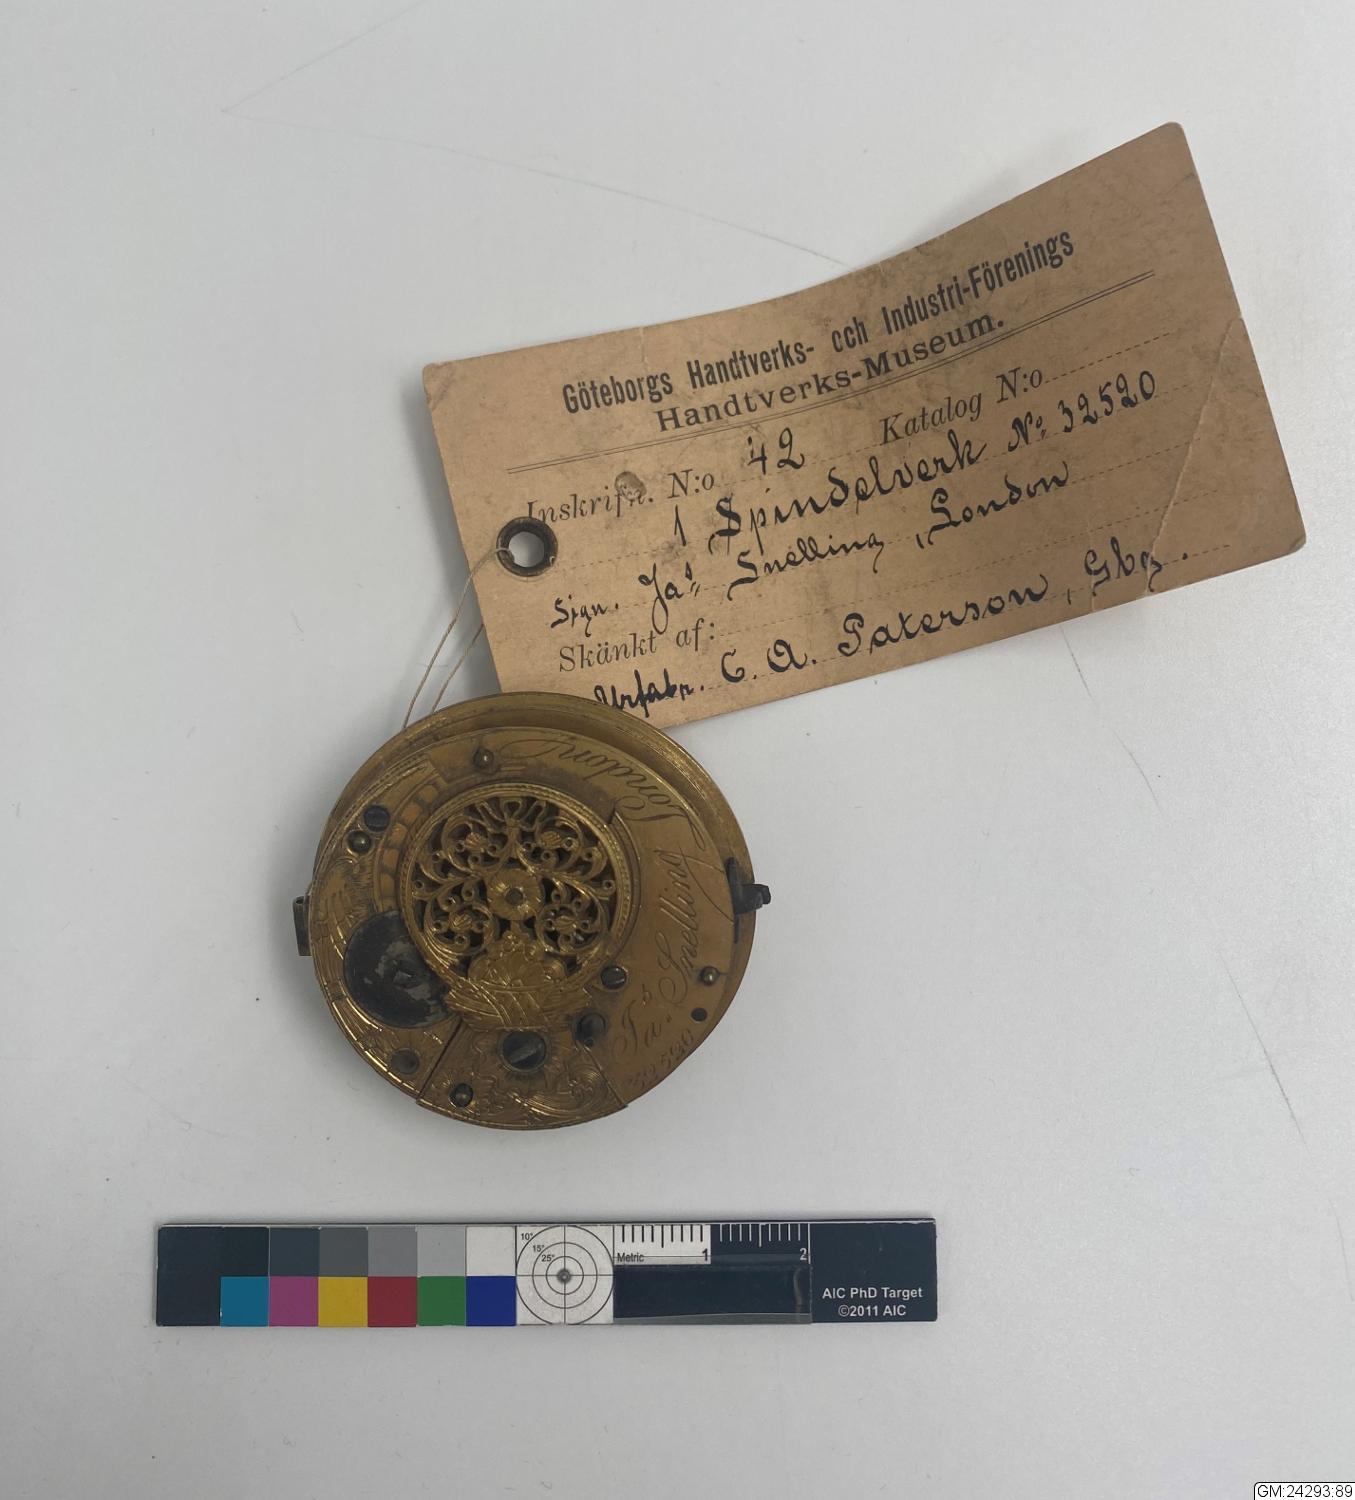 Göteborgs Handtverks- och Industri-Förenings
Handtverks-Museum.
Inskrifn. N:o 42 Katalog N:o
1 Spindelverk No. 32520
Sign. Jas Snelling, London
Skänkt af:
Urfabr. C. A. Paterson, Gbg.
Jas. Snelling London
32520
10°
15°
25°
Metric
1
2
AIC PhD Target
©2011 AIC
GM:24293:89